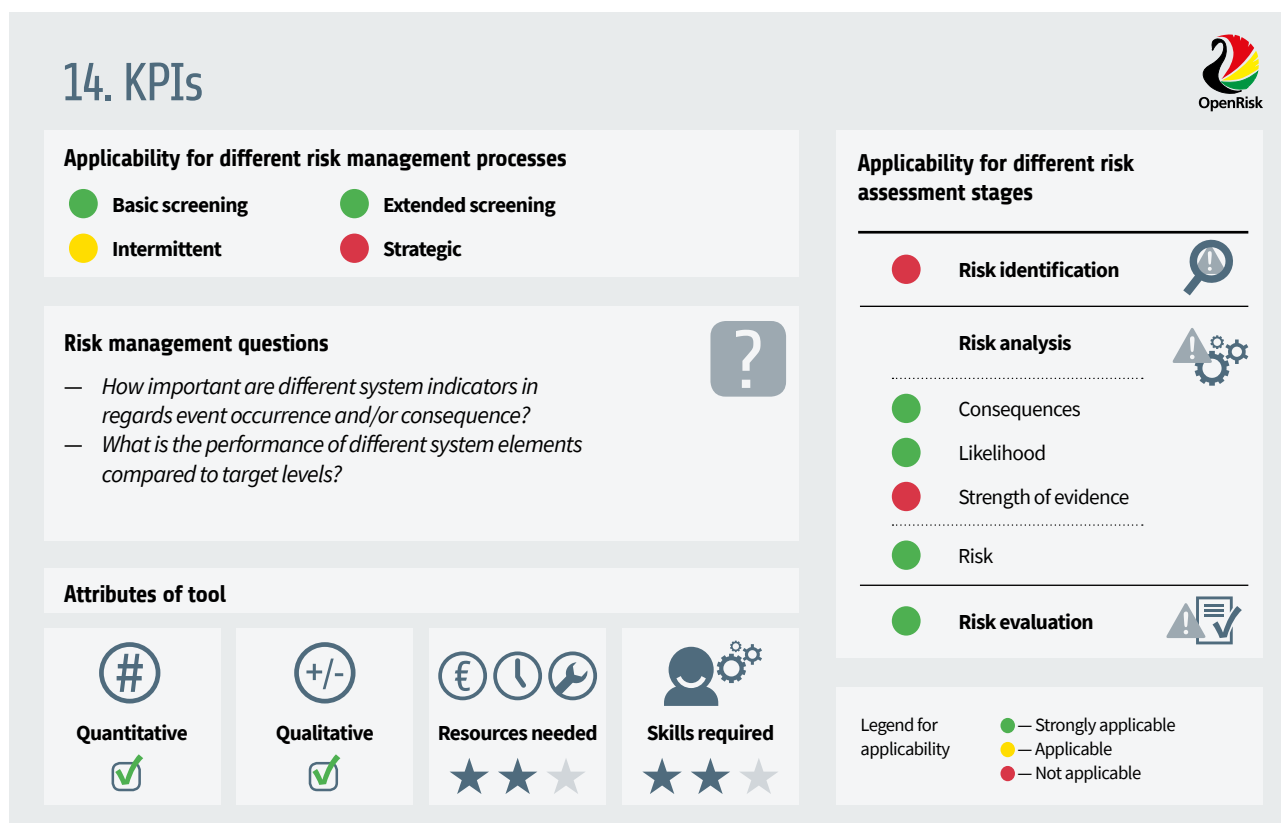 14. KPIs
OpenRisk
Applicability for different risk management processes
Basic screening
Extended screening
Intermittent
Strategic
Risk management questions
?
— How important are different system indicators in
regards event occurrence and/or consequence?
— What is the performance of different system elements
compared to target levels?
Attributes of tool
#
Quantitative
+/-
Qualitative
€
Resources needed
Skills required
Applicability for different risk
assessment stages
Risk identification
Risk analysis
Consequences
Likelihood
Strength of evidence
Risk
Risk evaluation
Legend for
applicability
— Strongly applicable
— Applicable
— Not applicable